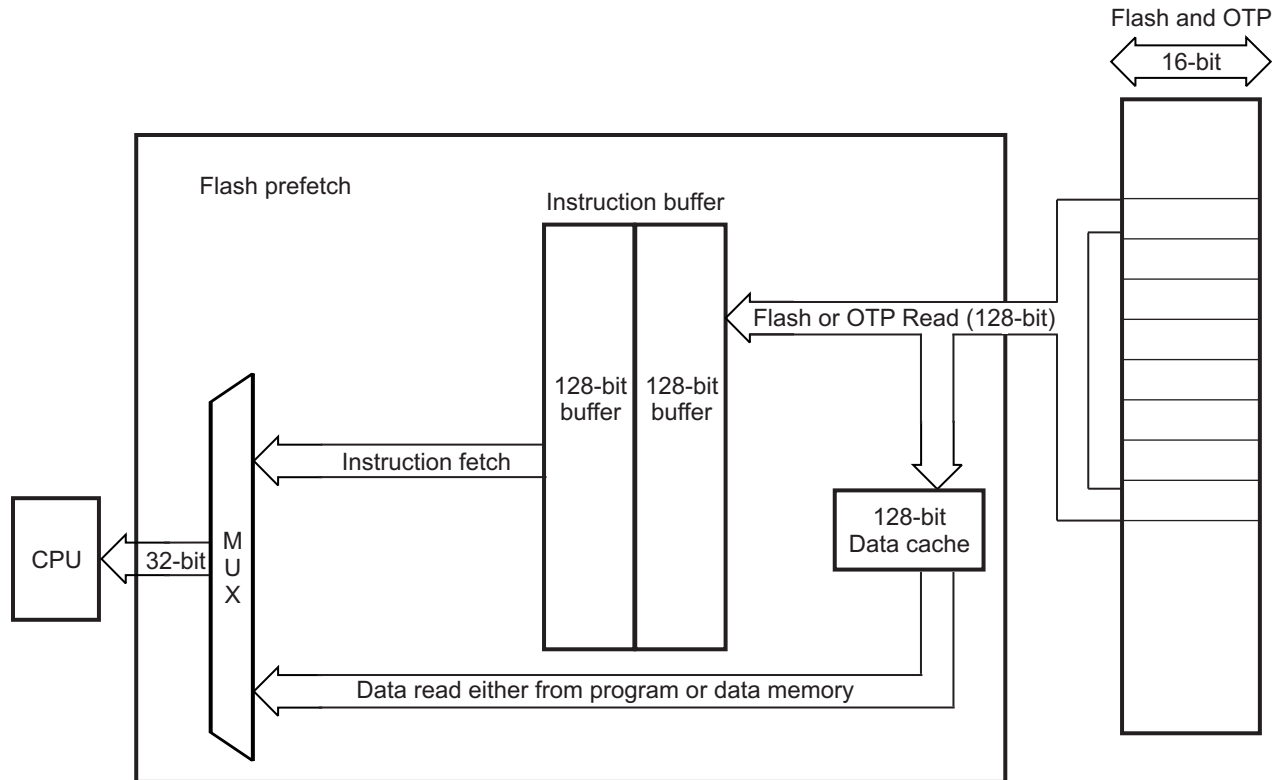 Flash and OTP
16-bit
Flash prefetch
Instruction buffer
Flash or OTP Read (128-bit)
128-bit
buffer
128-bit
buffer
Instruction fetch
128-bit
Data cache
CPU
32-bit
M
U
X
Data read either from program or data memory